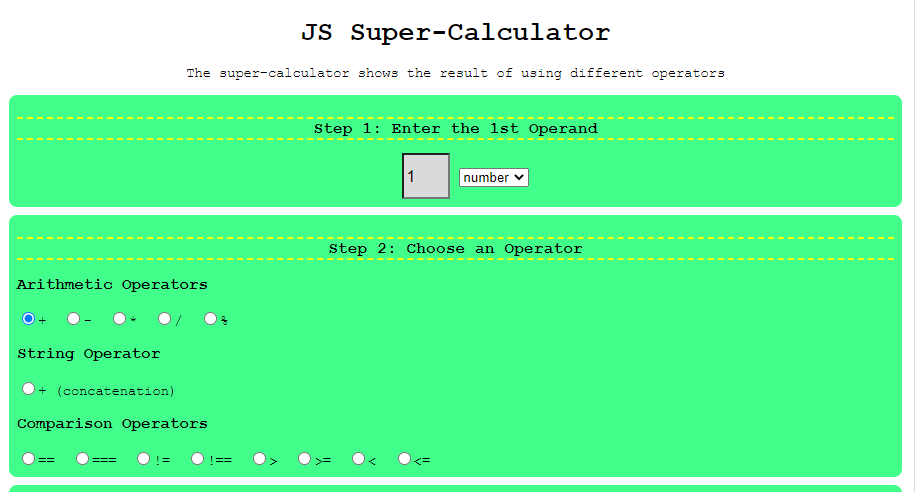 JS Super-Calculator
The super-calculator shows the result of using different operators
Step 1: Enter the 1st Operand
1 number
Step 2: Choose an Operator
Arithmetic Operators
+ - * / %
String Operator
+ (concatenation)
Comparison Operators
== === != !== > >= < <=